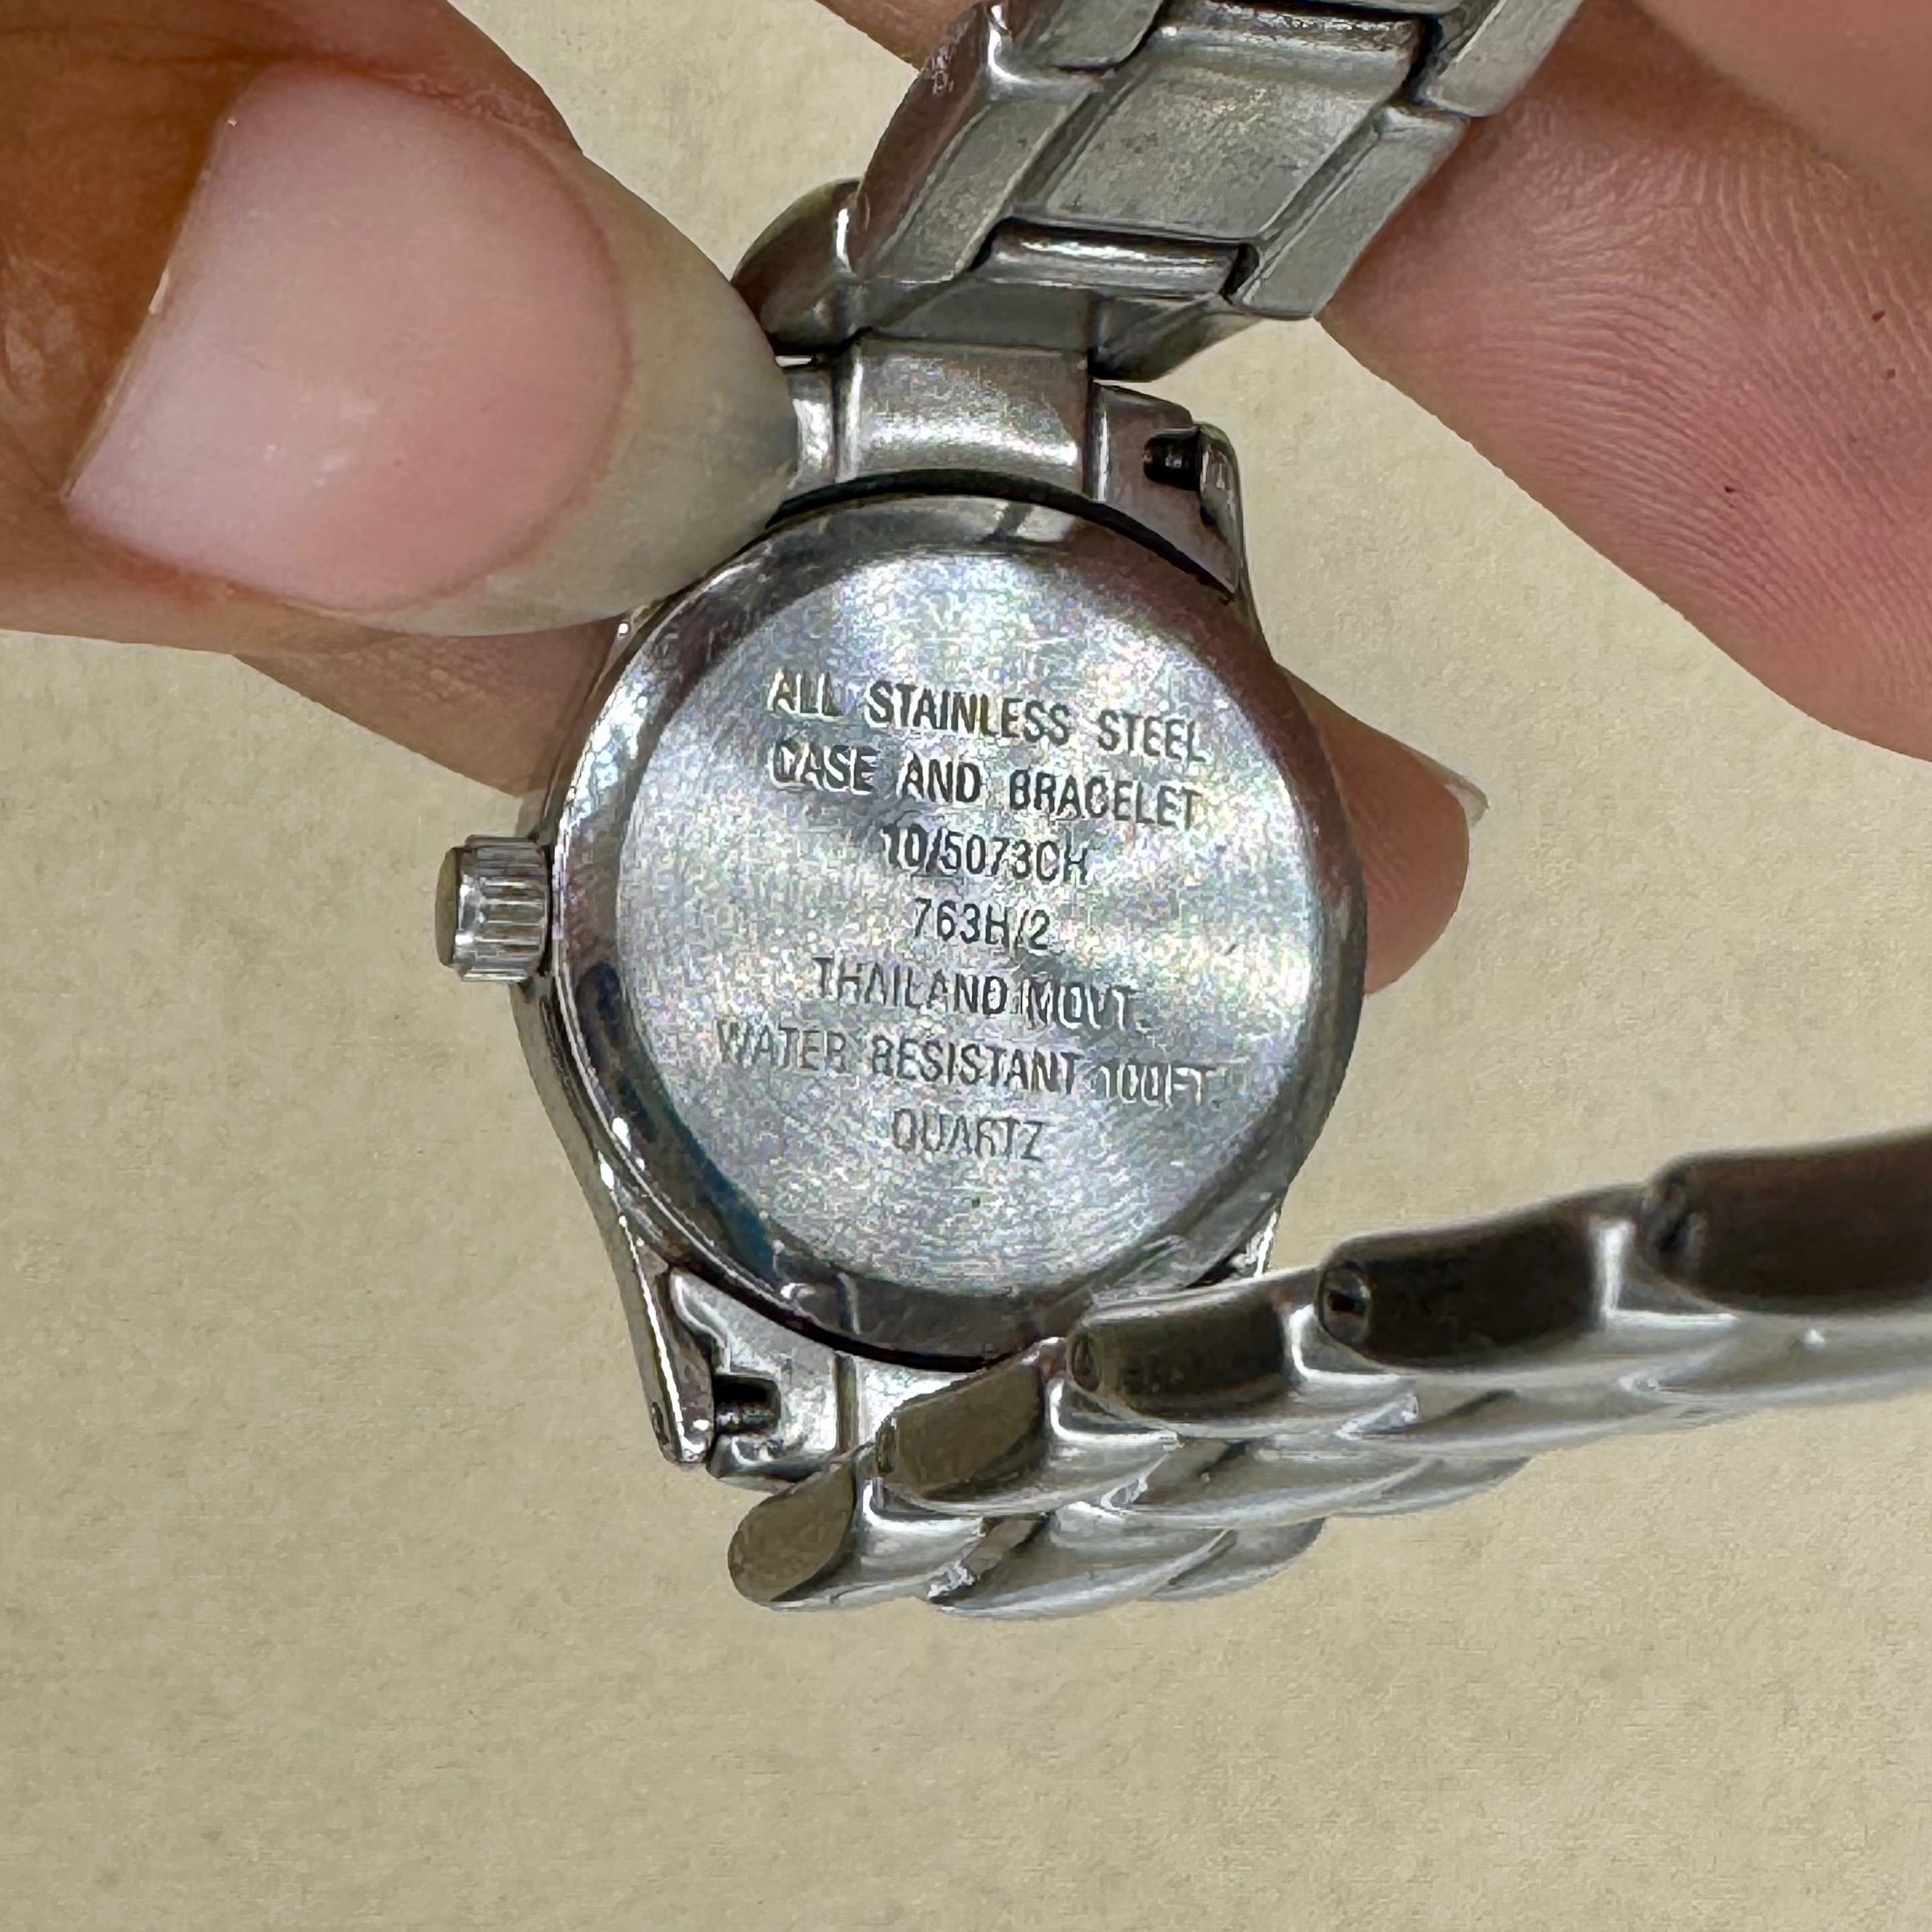 ALL STAINLESS STEEL
CASE AND BRACELET
10/5073CH
763H/2
THAILAND MOVT.
WATER RESISTANT 100FT.
QUARTZ